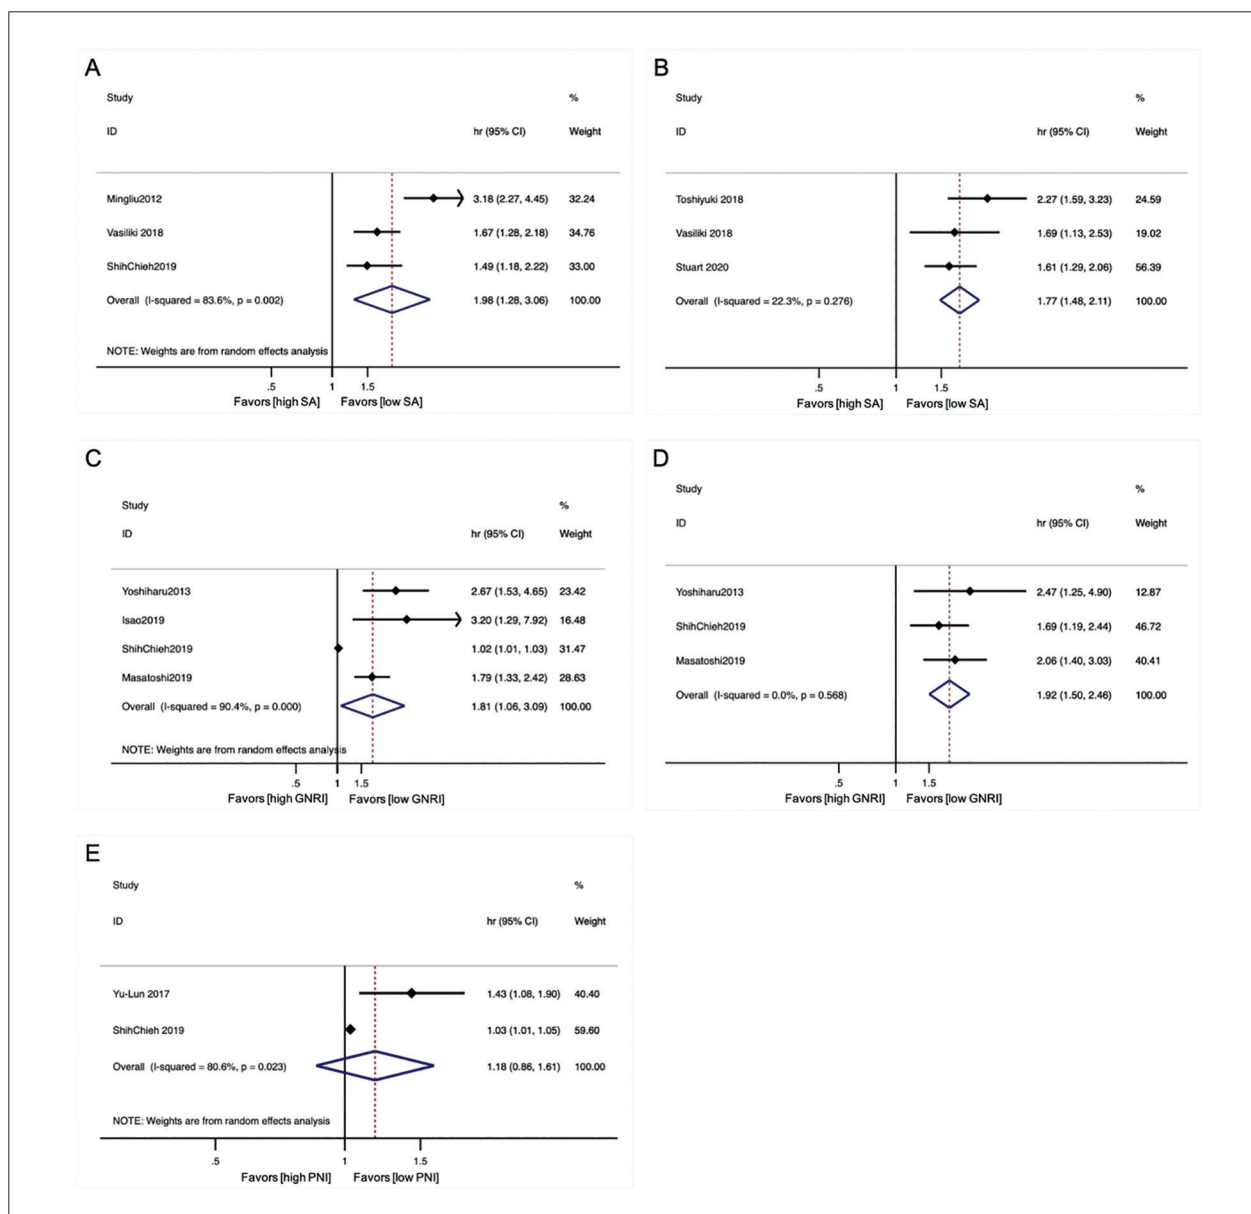 A
Study %
ID hr (95% CI) Weight
Mingliu2012 3.18 (2.27, 4.45) 32.24
Vasiliki 2018 1.67 (1.28, 2.18) 34.76
ShihChieh2019 1.49 (1.18, 2.22) 33.00
Overall (I-squared = 83.6%, p = 0.002) 1.98 (1.28, 3.06) 100.00
NOTE: Weights are from random effects analysis
.5 1 1.5
Favors [high SA] Favors [low SA]
B
Study %
ID hr (95% CI) Weight
Toshiyuki 2018 2.27 (1.59, 3.23) 24.59
Vasiliki 2018 1.69 (1.13, 2.53) 19.02
Stuart 2020 1.61 (1.29, 2.06) 56.39
Overall (I-squared = 22.3%, p = 0.276) 1.77 (1.48, 2.11) 100.00
.5 1 1.5
Favors [high SA] Favors [low SA]
C
Study %
ID hr (95% CI) Weight
Yoshiharu2013 2.67 (1.53, 4.65) 23.42
Isao2019 3.20 (1.29, 7.92) 16.48
ShihChieh2019 1.02 (1.01, 1.03) 31.47
Masatoshi2019 1.79 (1.33, 2.42) 28.63
Overall (I-squared = 90.4%, p = 0.000) 1.81 (1.06, 3.09) 100.00
NOTE: Weights are from random effects analysis
.5 1 1.5
Favors [high GNRI] Favors [low GNRI]
D
Study %
ID hr (95% CI) Weight
Yoshiharu2013 2.47 (1.25, 4.90) 12.87
ShihChieh2019 1.69 (1.19, 2.44) 46.72
Masatoshi2019 2.06 (1.40, 3.03) 40.41
Overall (I-squared = 0.0%, p = 0.568) 1.92 (1.50, 2.46) 100.00
.5 1 1.5
Favors [high GNRI] Favors [low GNRI]
E
Study %
ID hr (95% CI) Weight
Yu-Lun 2017 1.43 (1.08, 1.90) 40.40
ShihChieh 2019 1.03 (1.01, 1.05) 59.60
Overall (I-squared = 80.6%, p = 0.023) 1.18 (0.86, 1.61) 100.00
NOTE: Weights are from random effects analysis
.5 1 1.5
Favors [high PNI] Favors [low PNI]